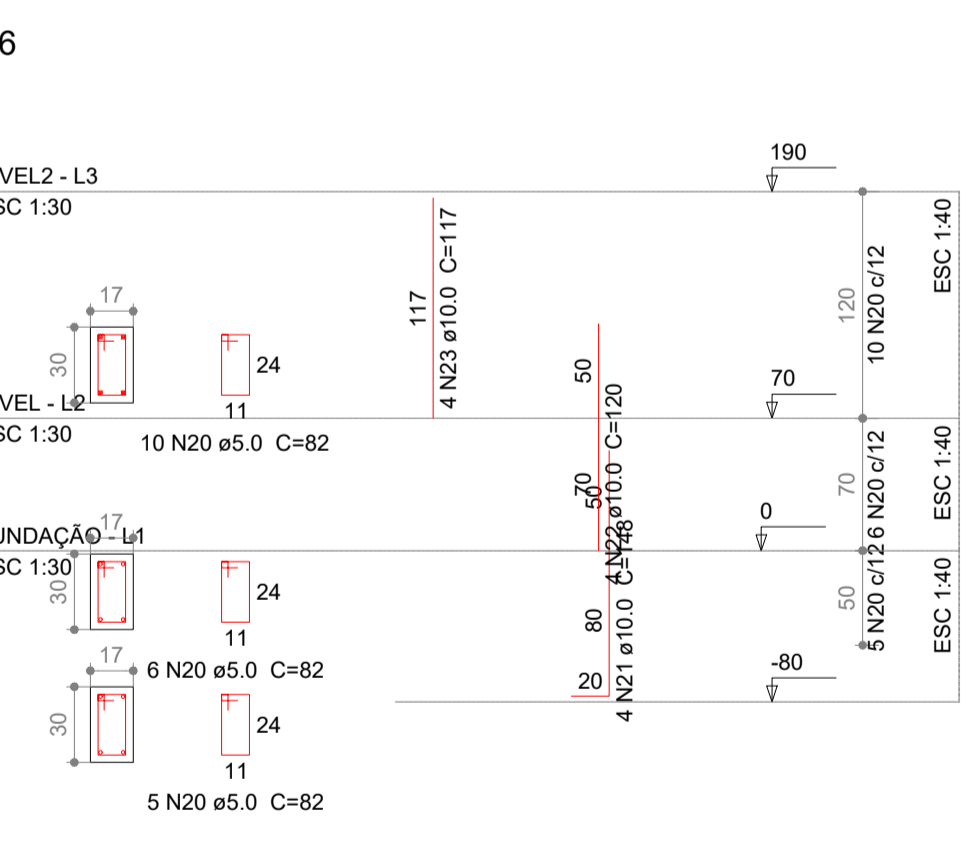 6
190
VEL2 - L3
SC 1:30
ESC 1:40
17
117
4 N23 ø10.0 C=117
120
10 N20 c/12
30
24
11
50
70
VEL - L2
SC 1:30
10 N20 ø5.0 C=82
70
50
4 N22 ø10.0 C=120
70
6 N20 c/12
ESC 1:40
0
17
UNDAÇÃO - L1
SC 1:30
30
24
11
6 N20 ø5.0 C=82
80
20
4 N21 ø10.0 C=148
50
5 N20 c/12
ESC 1:40
-80
17
30
24
11
5 N20 ø5.0 C=82